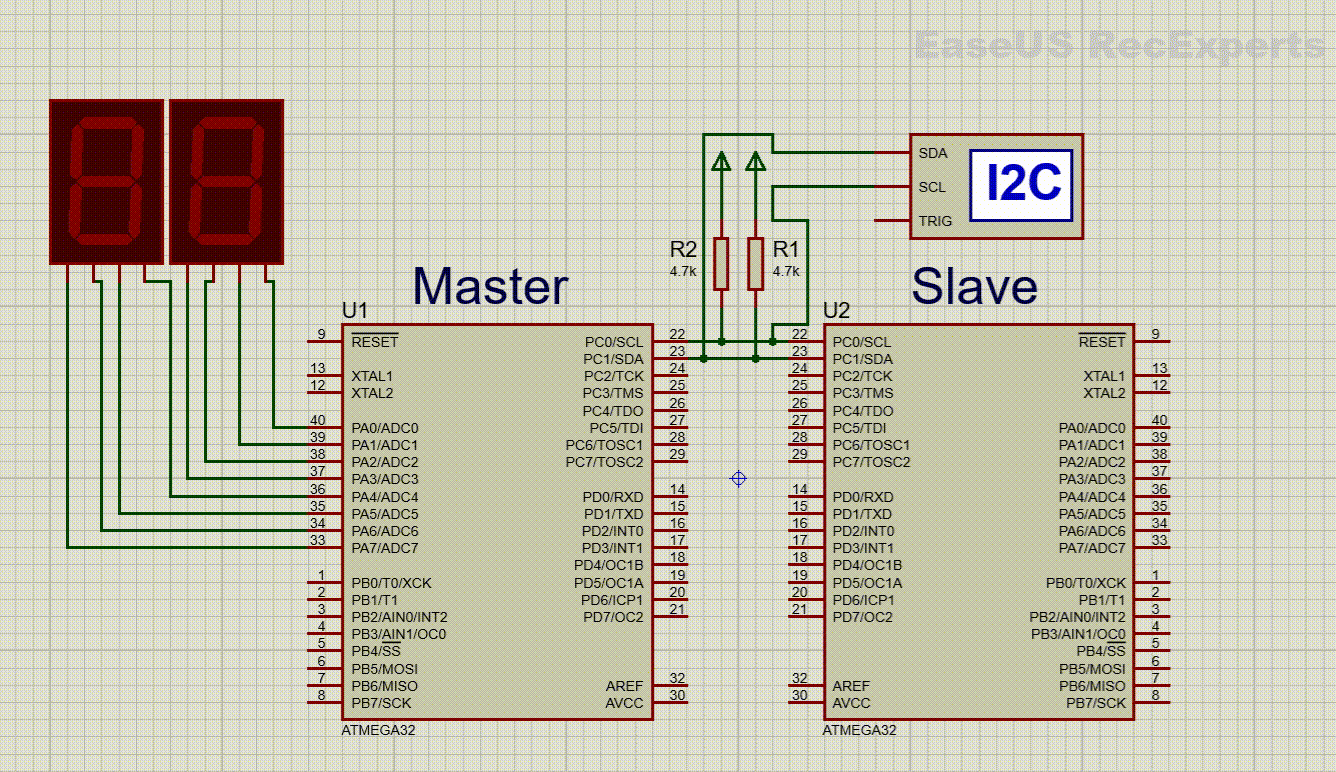 EaseUS RecExperts
SDA
SCL
TRIG
I2C
R2
4.7k
R1
4.7k
Master
Slave
U1
9 RESET
13 XTAL1
12 XTAL2
40 PA0/ADC0
39 PA1/ADC1
38 PA2/ADC2
37 PA3/ADC3
36 PA4/ADC4
35 PA5/ADC5
34 PA6/ADC6
33 PA7/ADC7
1 PB0/T0/XCK
2 PB1/T1
3 PB2/AIN0/INT2
4 PB3/AIN1/OC0
5 PB4/SS
6 PB5/MOSI
7 PB6/MISO
8 PB7/SCK
PC0/SCL 22
PC1/SDA 23
PC2/TCK 24
PC3/TMS 25
PC4/TDO 26
PC5/TDI 27
PC6/TOSC1 28
PC7/TOSC2 29
PD0/RXD 14
PD1/TXD 15
PD2/INT0 16
PD3/INT1 17
PD4/OC1B 18
PD5/OC1A 19
PD6/ICP1 20
PD7/OC2 21
AREF 32
AVCC 30
ATMEGA32
U2
22 PC0/SCL
23 PC1/SDA
24 PC2/TCK
25 PC3/TMS
26 PC4/TDO
27 PC5/TDI
28 PC6/TOSC1
29 PC7/TOSC2
14 PD0/RXD
15 PD1/TXD
16 PD2/INT0
17 PD3/INT1
18 PD4/OC1B
19 PD5/OC1A
20 PD6/ICP1
21 PD7/OC2
32 AREF
30 AVCC
RESET 9
XTAL1 13
XTAL2 12
PA0/ADC0 40
PA1/ADC1 39
PA2/ADC2 38
PA3/ADC3 37
PA4/ADC4 36
PA5/ADC5 35
PA6/ADC6 34
PA7/ADC7 33
PB0/T0/XCK 1
PB1/T1 2
PB2/AIN0/INT2 3
PB3/AIN1/OC0 4
PB4/SS 5
PB5/MOSI 6
PB6/MISO 7
PB7/SCK 8
ATMEGA32